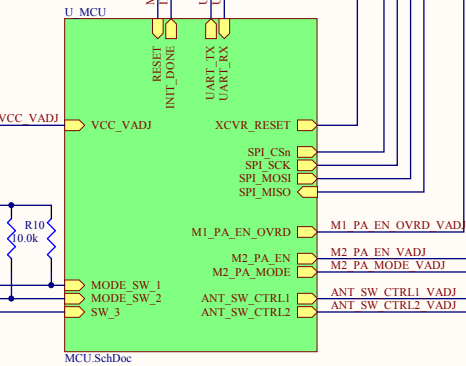 U_MCU
RESET
INIT_DONE
UART_TX
UART_RX
VCC_VADJ
VCC_VADJ
XCVR_RESET
SPI_CSn
SPI_SCK
SPI_MOSI
SPI_MISO
M1_PA_EN_OVRD
M1_PA_EN_OVRD_VADJ
R10
10.0k
M2_PA_EN
M2_PA_EN_VADJ
M2_PA_MODE
M2_PA_MODE_VADJ
MODE_SW_1
MODE_SW_2
ANT_SW_CTRL1
ANT_SW_CTRL1_VADJ
SW_3
ANT_SW_CTRL2
ANT_SW_CTRL2_VADJ
MCU.SchDoc